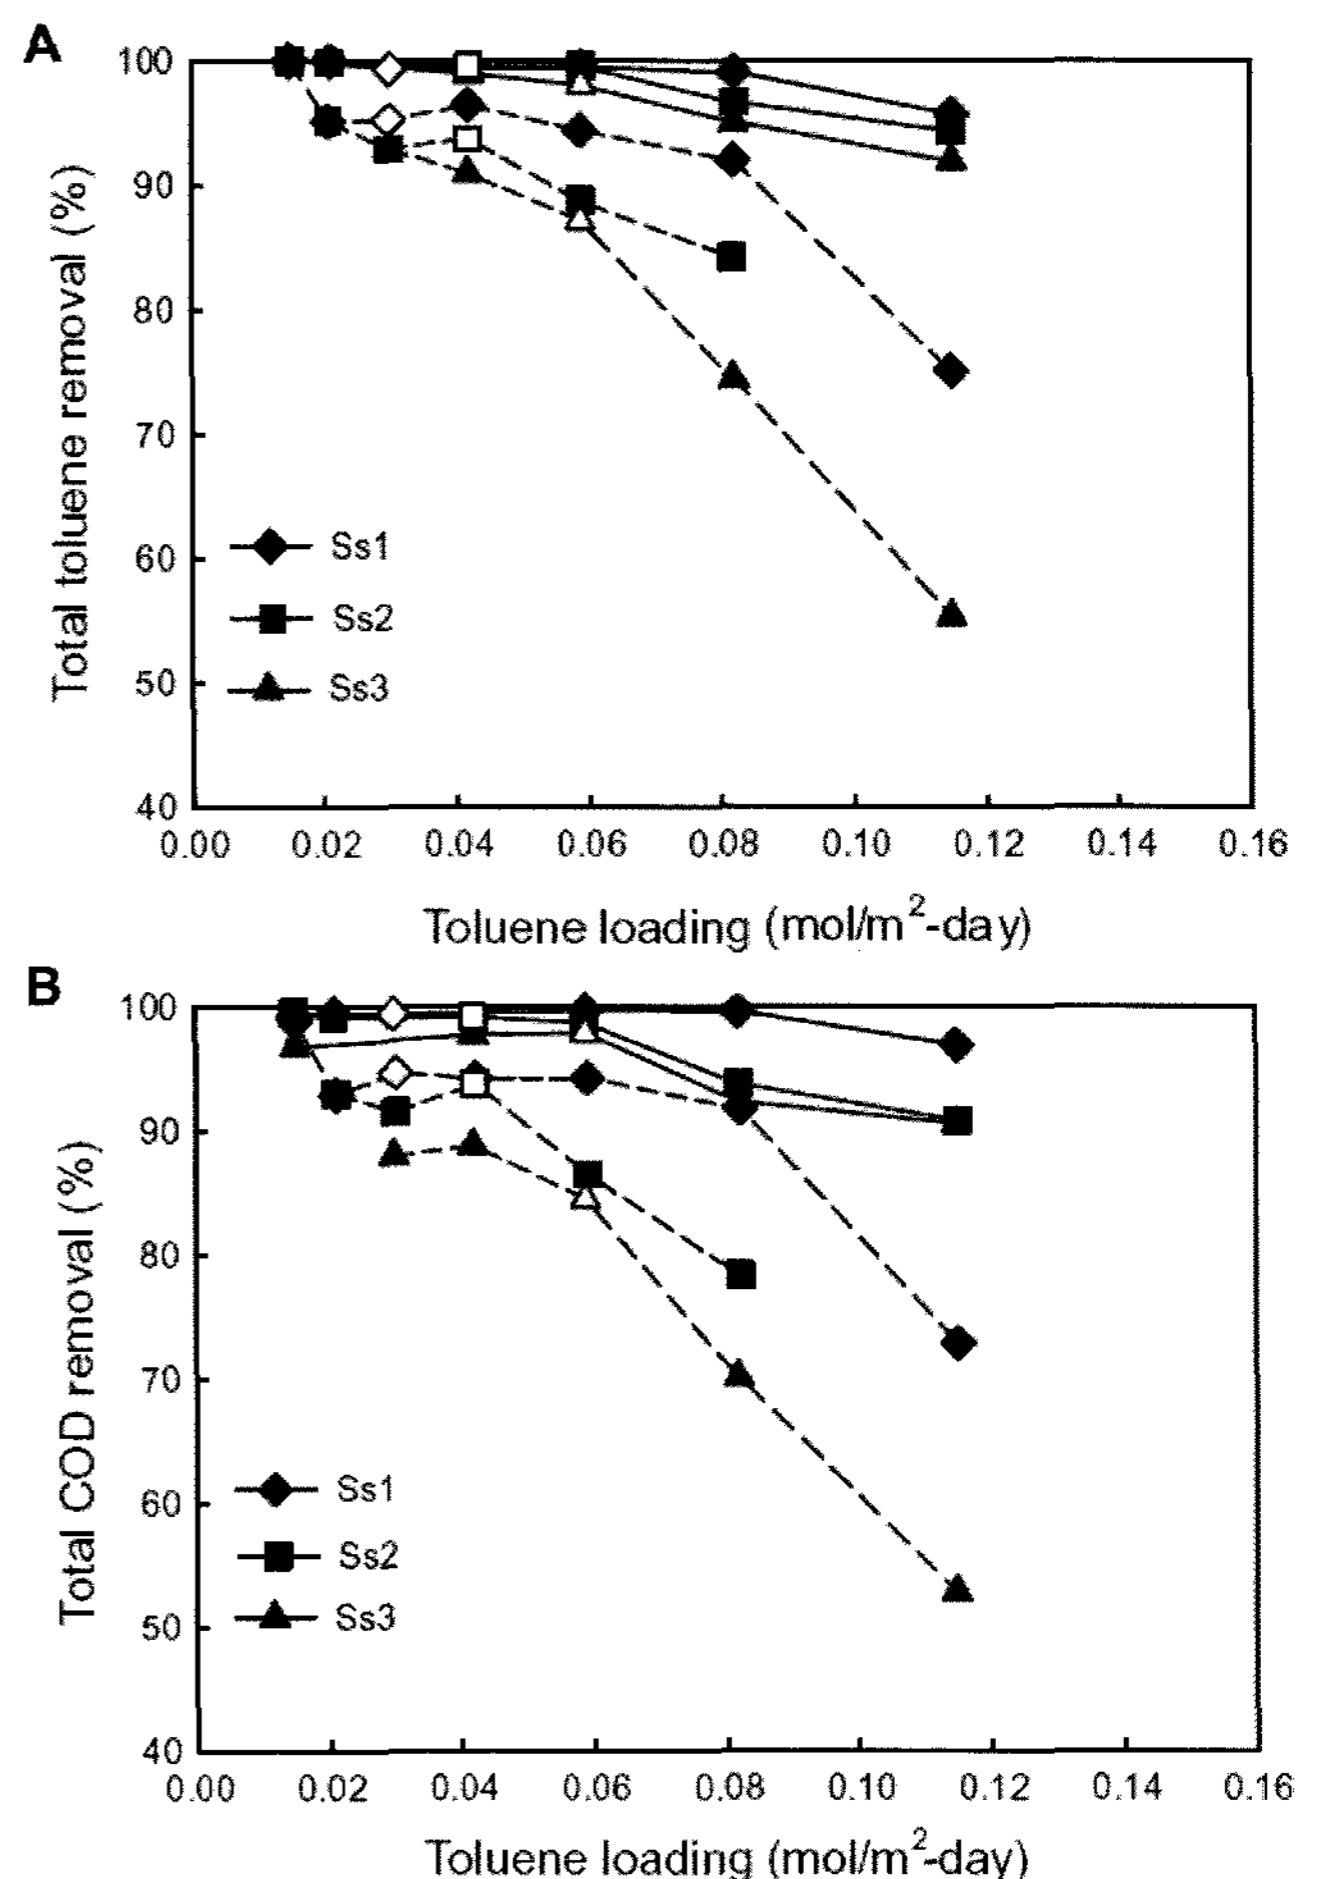 A
100
90
80
70
60
50
40
Total toluene removal (%)
Ss1
Ss2
Ss3
0.00 0.02 0.04 0.06 0.08 0.10 0.12 0.14 0.16
Toluene loading (mol/m²-day)
B
100
90
80
70
60
50
40
Total COD removal (%)
Ss1
Ss2
Ss3
0.00 0.02 0.04 0.06 0.08 0.10 0.12 0.14 0.16
Toluene loading (mol/m²-day)